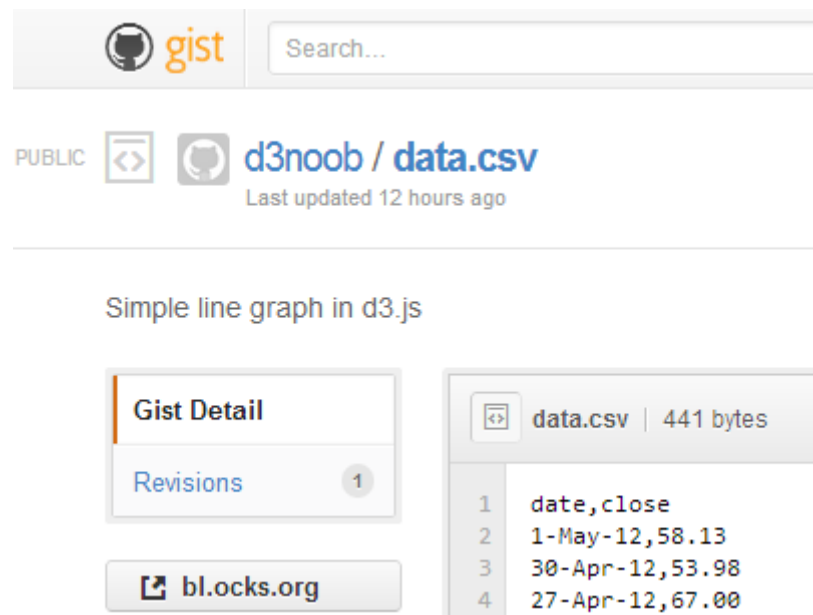 gist Search...
PUBLIC d3noob / data.csv
Last updated 12 hours ago
Simple line graph in d3.js
Gist Detail
Revisions 1
bl.ocks.org
data.csv | 441 bytes
1 date,close
2 1-May-12,58.13
3 30-Apr-12,53.98
4 27-Apr-12,67.00